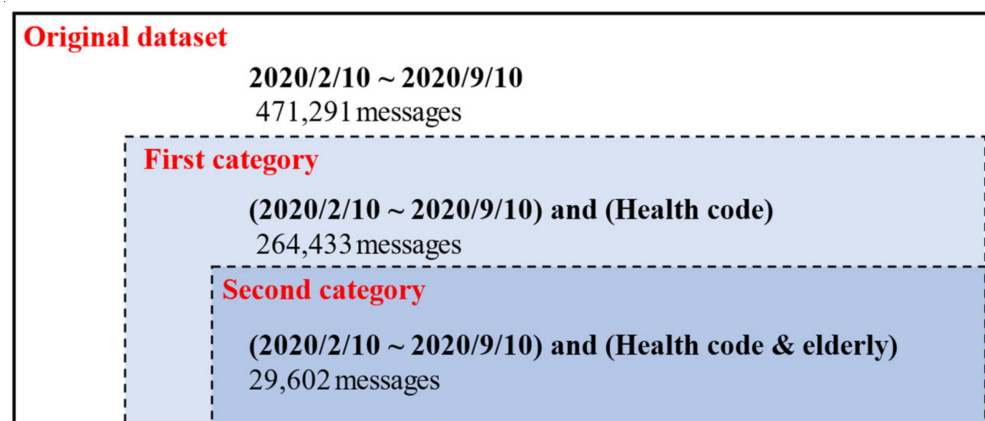 Original dataset
2020/2/10 ~ 2020/9/10
471,291 messages
First category
(2020/2/10 ~ 2020/9/10) and (Health code)
264,433 messages
Second category
(2020/2/10 ~ 2020/9/10) and (Health code & elderly)
29,602 messages